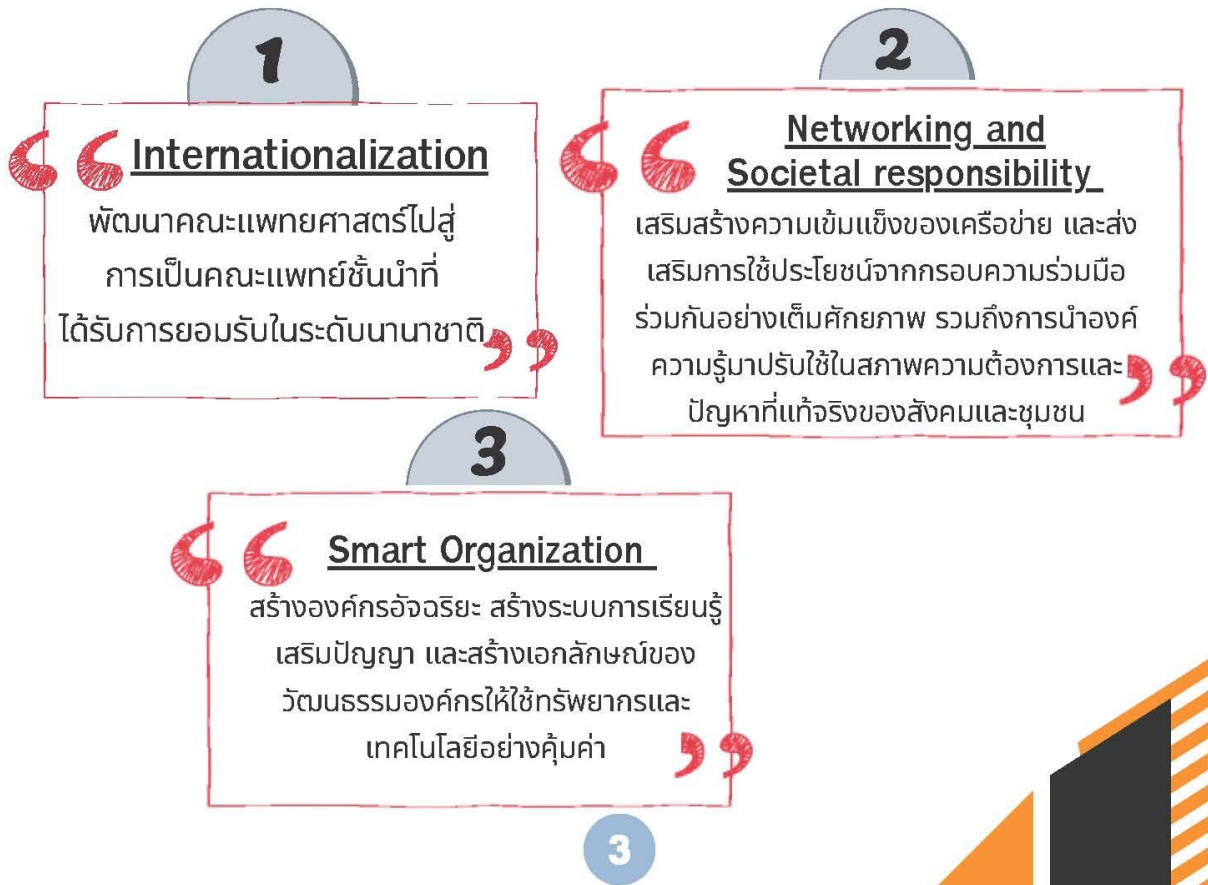 1
Internationalization
พัฒนาคณะแพทยศาสตร์ไปสู่
การเป็นคณะแพทย์ชั้นนำที่
ได้รับการยอมรับในระดับนานาชาติ
2
Networking and
Societal responsibility
เสริมสร้างความเข้มแข็งของเครือข่าย และส่ง
เสริมการใช้ประโยชน์จากกรอบความร่วมมือ
ร่วมกันอย่างเต็มศักยภาพ รวมถึงการนำองค์
ความรู้มาปรับใช้ในสภาพความต้องการและ
ปัญหาที่แท้จริงของสังคมและชุมชน
3
Smart Organization
สร้างองค์กรอัจฉริยะ สร้างระบบการเรียนรู้
เสริมปัญญา และสร้างเอกลักษณ์ของ
วัฒนธรรมองค์กรให้ใช้ทรัพยากรและ
เทคโนโลยีอย่างคุ้มค่า
3